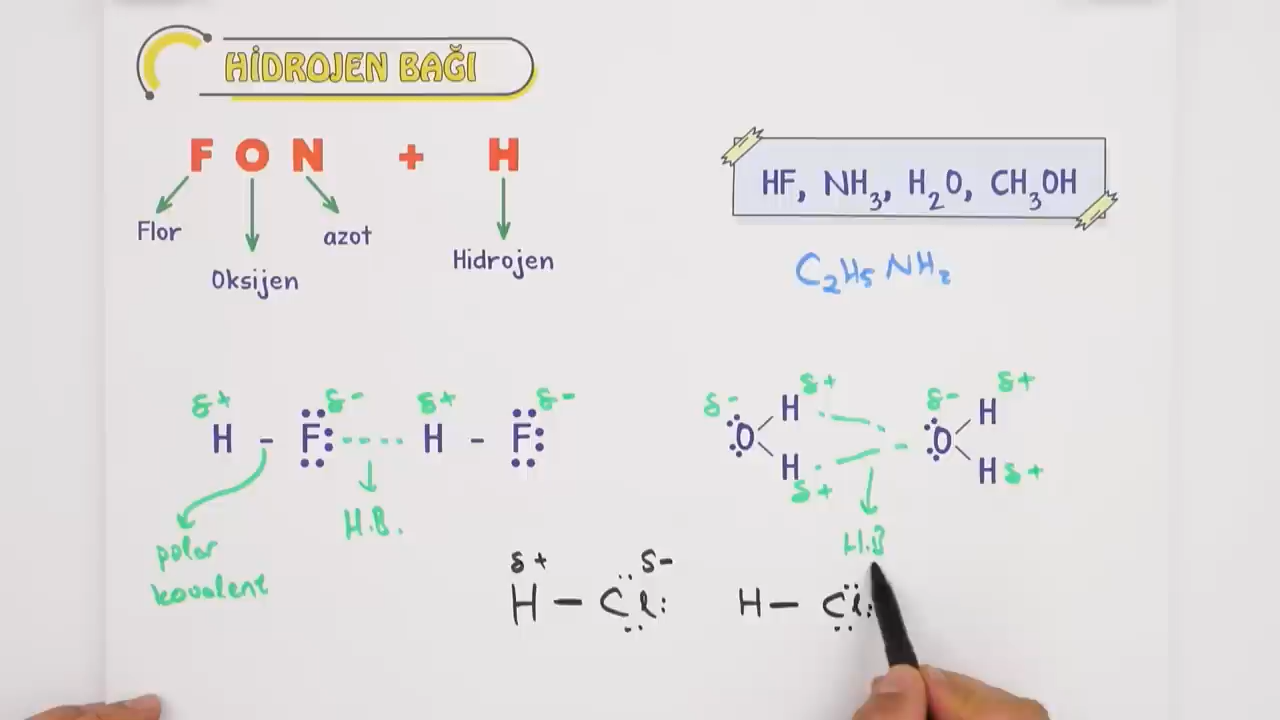 HİDROJEN BAĞI
F O N + H
Flor
Oksijen
azot
Hidrojen
HF, NH3, H2O, CH3OH
C2H5NH2
δ+ δ- δ+ δ-
H - F: ---- H - F:
H.B.
polar
kovalent
δ- δ+ δ- δ+
H H
:O :O
H H
δ+ δ+
H.B
δ+ δ-
H - Cl: H - Cl: